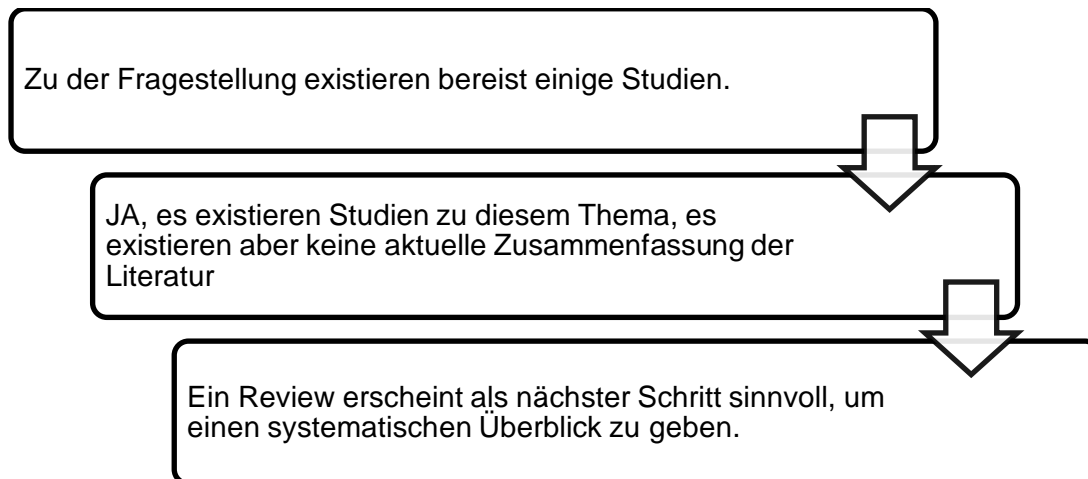 Zu der Fragestellung existieren bereist einige Studien.
JA, es existieren Studien zu diesem Thema, es
existieren aber keine aktuelle Zusammenfassung der
Literatur
Ein Review erscheint als nächster Schritt sinnvoll, um
einen systematischen Überblick zu geben.